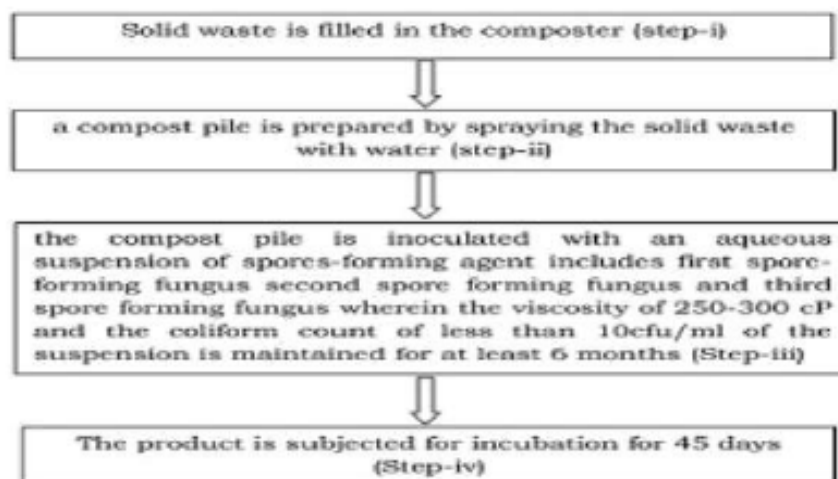 Solid waste is filled in the composter (step-i)
a compost pile is prepared by spraying the solid waste
with water (step-ii)
the compost pile is inoculated with an aqueous
suspension of spores-forming agent includes first spore-
forming fungus second spore forming fungus and third
spore forming fungus wherein the viscosity of 250-300 cP
and the coliform count of less than 10cfu/ml of the
suspension is maintained for at least 6 months (Step-iii)
The product is subjected for incubation for 45 days
(Step-iv)